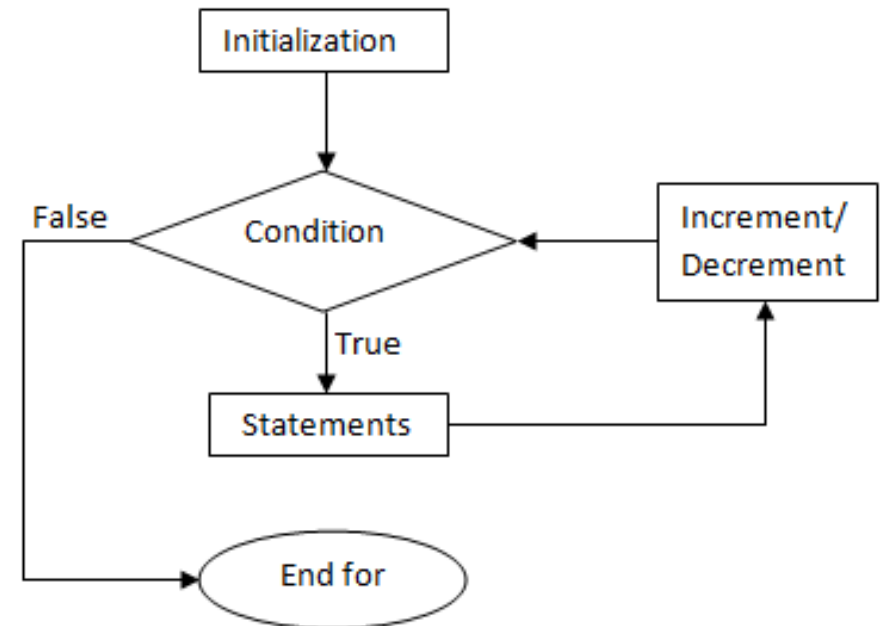 Initialization
False
Condition
Increment/
Decrement
True
Statements
End for